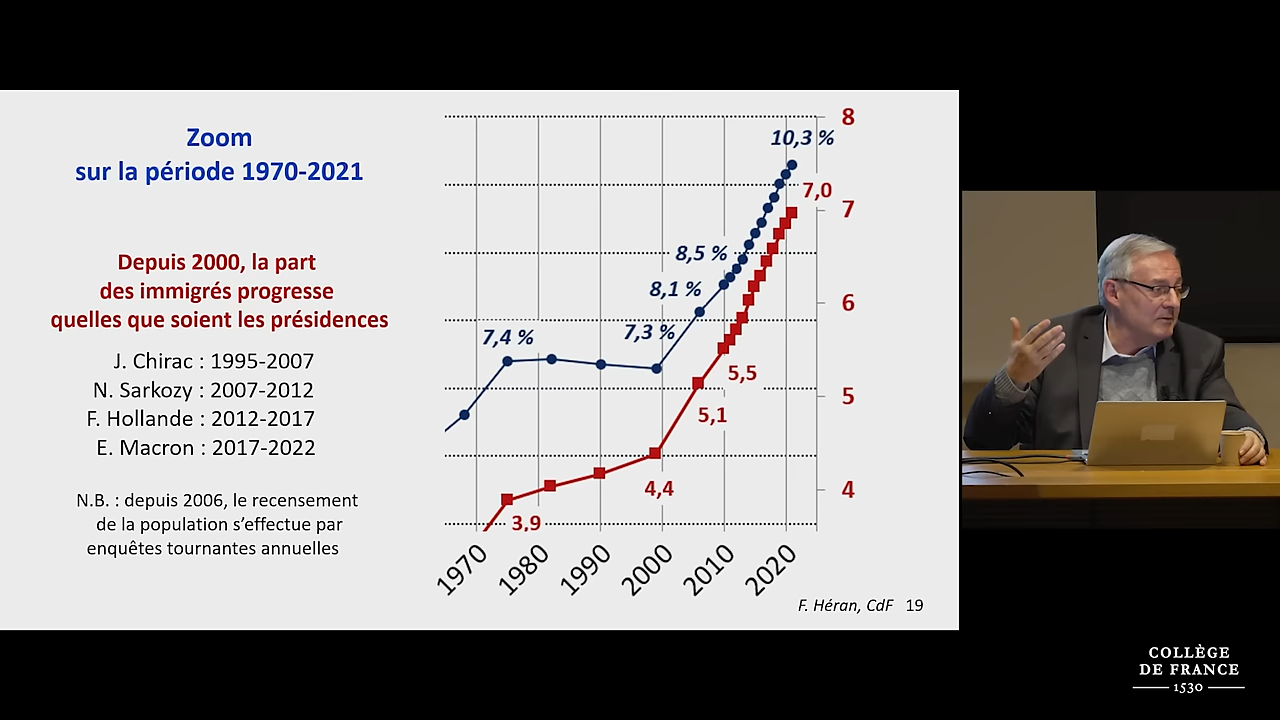 Zoom
sur la période 1970-2021
Depuis 2000, la part
des immigrés progresse
quelles que soient les présidences
J. Chirac : 1995-2007
N. Sarkozy : 2007-2012
F. Hollande : 2012-2017
E. Macron : 2017-2022
N.B. : depuis 2006, le recensement
de la population s'effectue par
enquêtes tournantes annuelles
8
10,3 %
7,0
7
8,5 %
8,1 %
6
7,4 %
7,3 %
5,5
5
5,1
4,4
4
3,9
1970 1980 1990 2000 2010 2020
F. Héran, CdF 19
COLLÈGE
DE FRANCE
1530